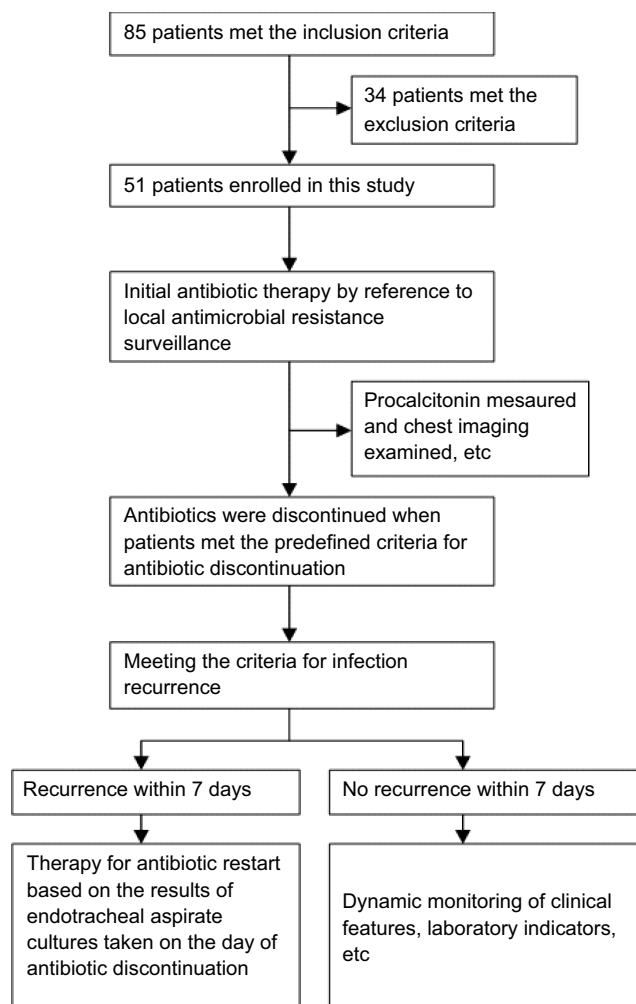 85 patients met the inclusion criteria
34 patients met the
exclusion criteria
51 patients enrolled in this study
Initial antibiotic therapy by reference to
local antimicrobial resistance
surveillance
Procalcitonin mesaured
and chest imaging
examined, etc
Antibiotics were discontinued when
patients met the predefined criteria for
antibiotic discontinuation
Meeting the criteria for infection
recurrence
Recurrence within 7 days
No recurrence within 7 days
Therapy for antibiotic restart
based on the results of
endotracheal aspirate
cultures taken on the day of
antibiotic discontinuation
Dynamic monitoring of clinical
features, laboratory indicators,
etc